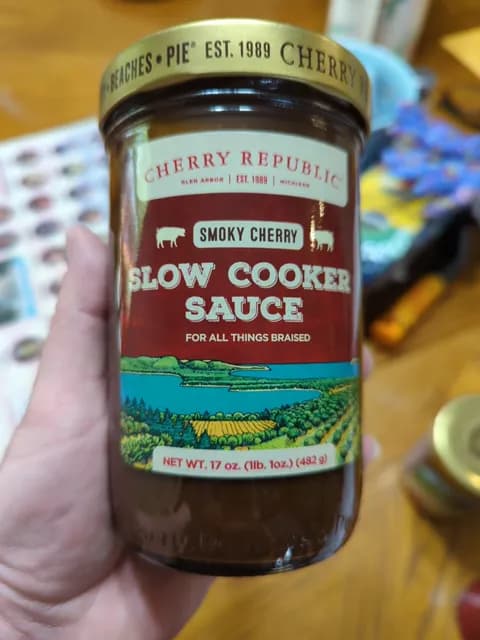 BEACHES • PIE® EST. 1989 CHERRY
CHERRY REPUBLIC
GLEN ARBOR | EST. 1989 | MICHIGAN
SMOKY CHERRY
SLOW COOKER
SAUCE
FOR ALL THINGS BRAISED
NET WT. 17 oz. (1lb. 1oz.) (482 g)